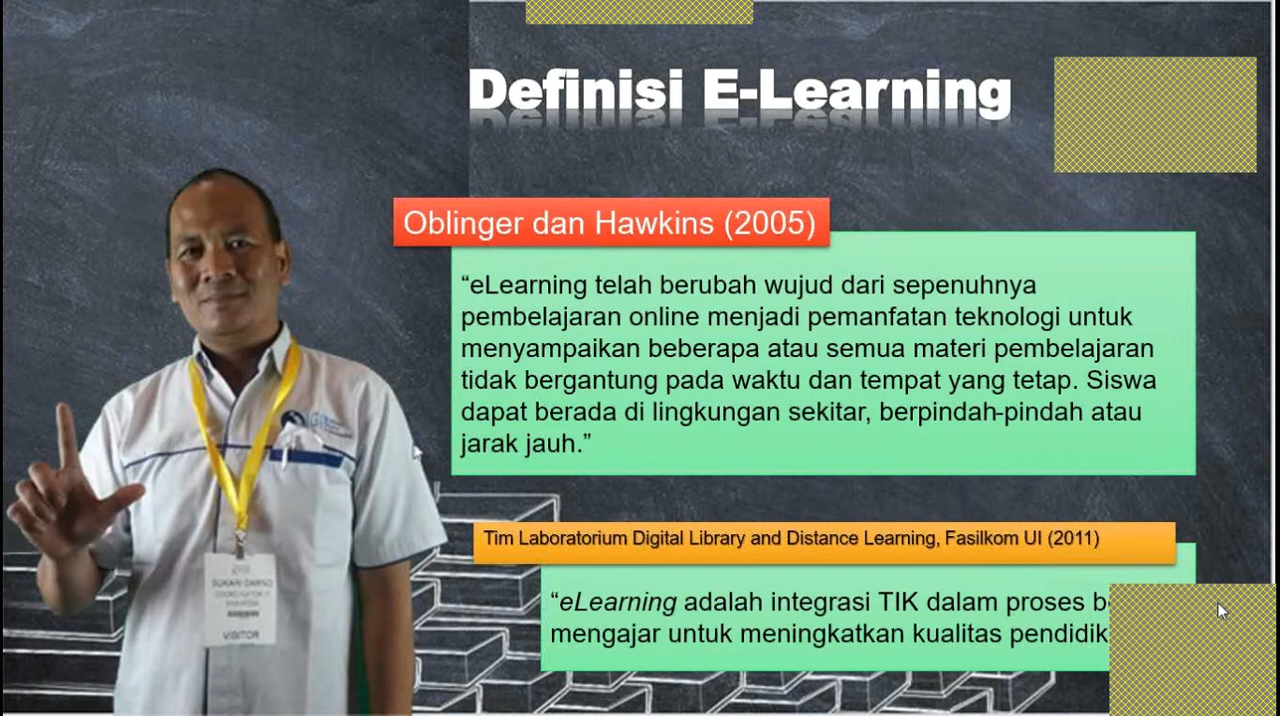 Definisi E-Learning
Oblinger dan Hawkins (2005)
“eLearning telah berubah wujud dari sepenuhnya
pembelajaran online menjadi pemanfatan teknologi untuk
menyampaikan beberapa atau semua materi pembelajaran
tidak bergantung pada waktu dan tempat yang tetap. Siswa
dapat berada di lingkungan sekitar, berpindah-pindah atau
jarak jauh.”
Tim Laboratorium Digital Library and Distance Learning, Fasilkom UI (2011)
“eLearning adalah integrasi TIK dalam proses
mengajar untuk meningkatkan kualitas
VISITOR